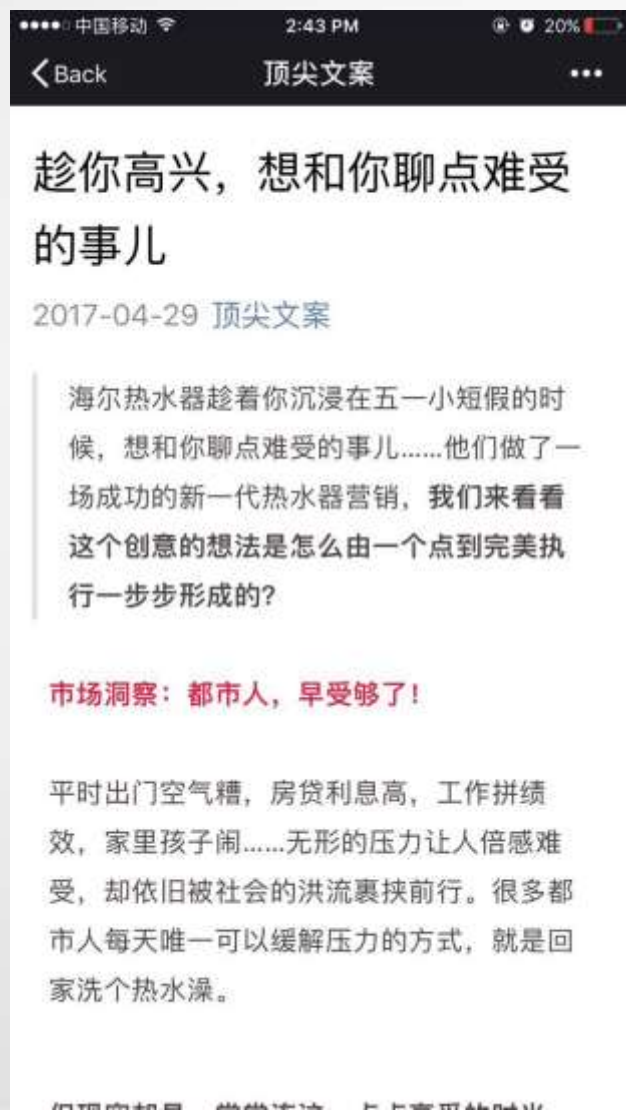 中国移动 2:43 PM 20%
Back 顶尖文案 •••
趁你高兴，想和你聊点难受
的事儿
2017-04-29 顶尖文案
海尔热水器趁着你沉浸在五一小短假的时
候，想和你聊点难受的事儿......他们做了一
场成功的新一代热水器营销，我们来看看
这个创意的想法是怎么由一个点到完美执
行一步步形成的？
市场洞察：都市人，早受够了！
平时出门空气糟，房贷利息高，工作拼绩
效，家里孩子闹......无形的压力让人倍感难
受，却依旧被社会的洪流裹挟前行。很多都
市人每天唯一可以缓解压力的方式，就是回
家洗个热水澡。